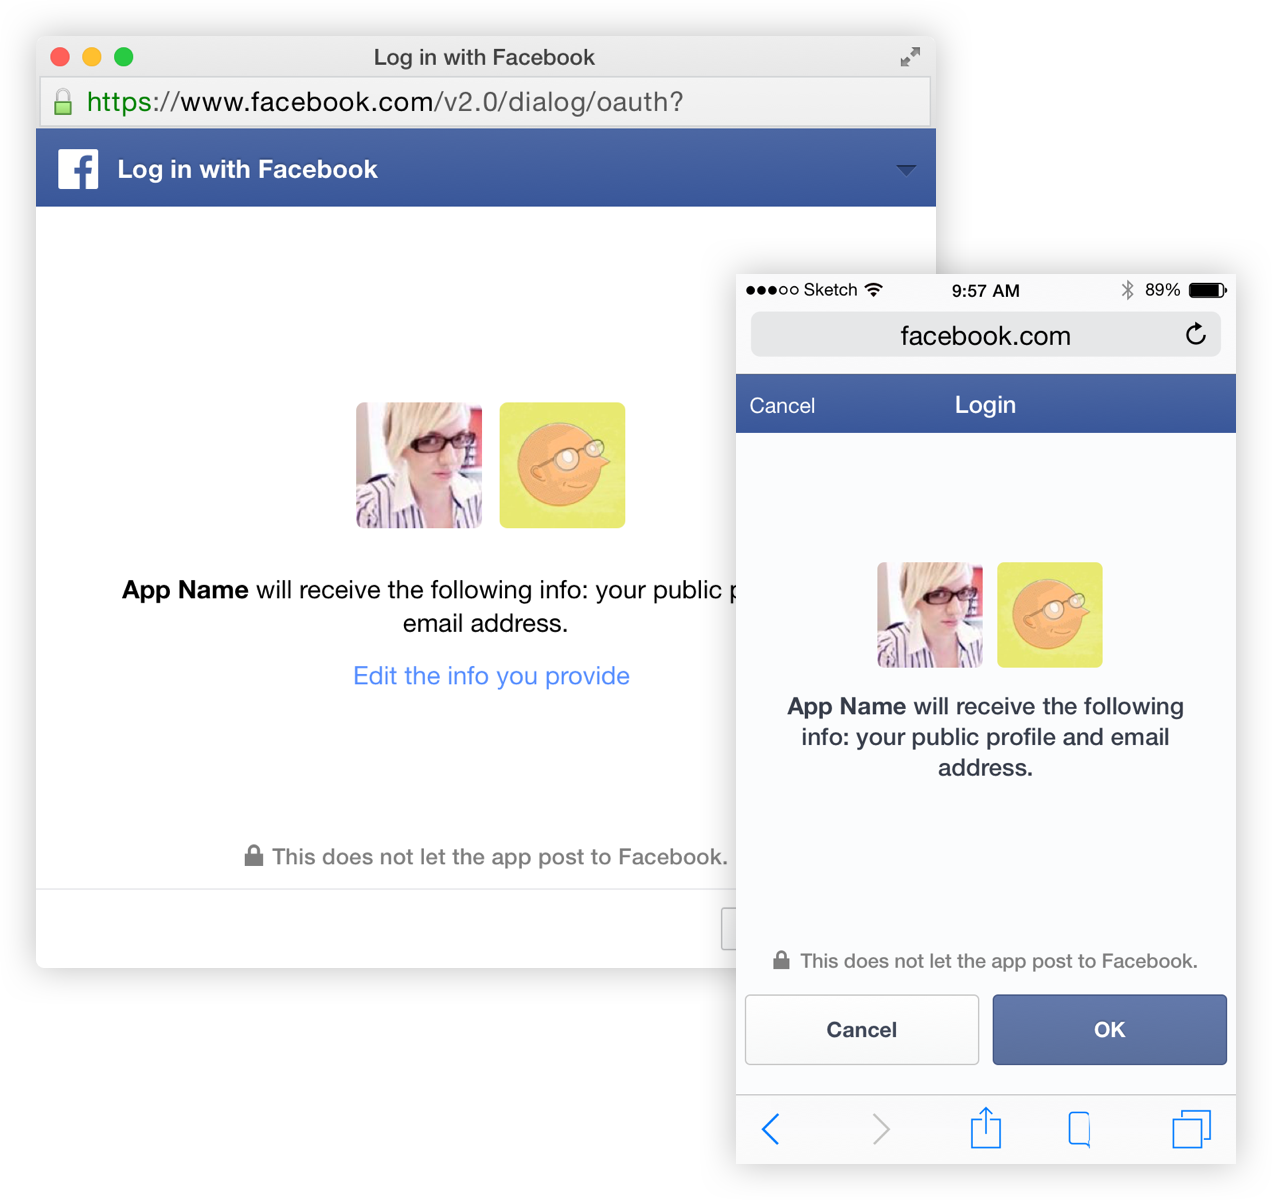 Log in with Facebook
https://www.facebook.com/v2.0/dialog/oauth?
Log in with Facebook
App Name will receive the following info: your public
email address.
Edit the info you provide
This does not let the app post to Facebook.
Sketch 9:57 AM 89%
facebook.com
Cancel Login
App Name will receive the following
info: your public profile and email
address.
This does not let the app post to Facebook.
Cancel OK